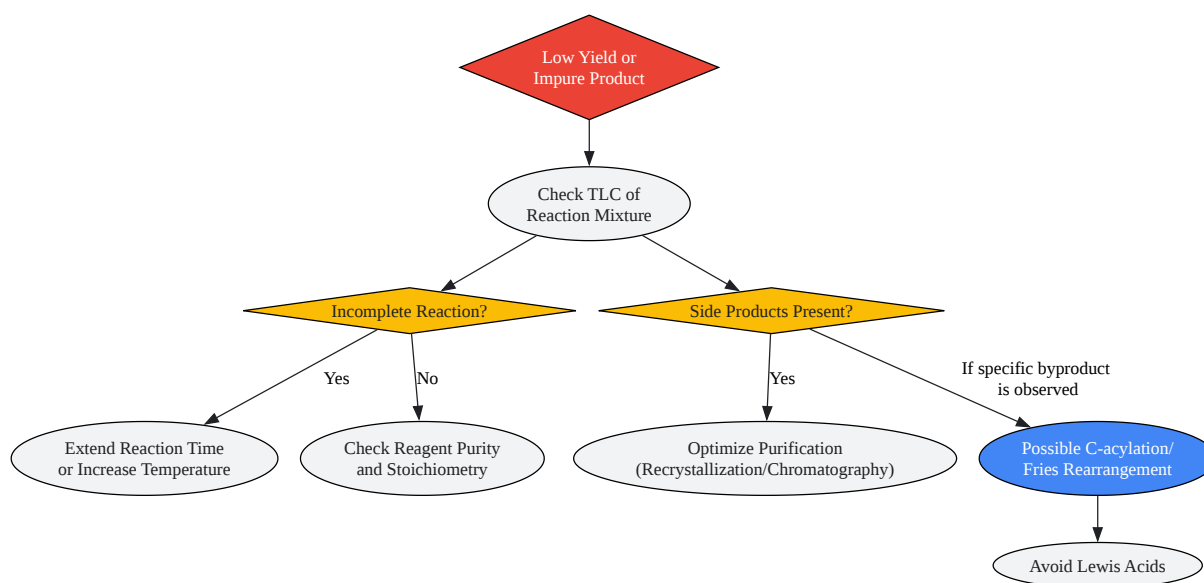 Low Yield or
Impure Product
Check TLC of
Reaction Mixture
Incomplete Reaction?
Side Products Present?
Yes
No
Yes
If specific byproduct
is observed
Extend Reaction Time
or Increase Temperature
Check Reagent Purity
and Stoichiometry
Optimize Purification
(Recrystallization/Chromatography)
Possible C-acylation/
Fries Rearrangement
Avoid Lewis Acids